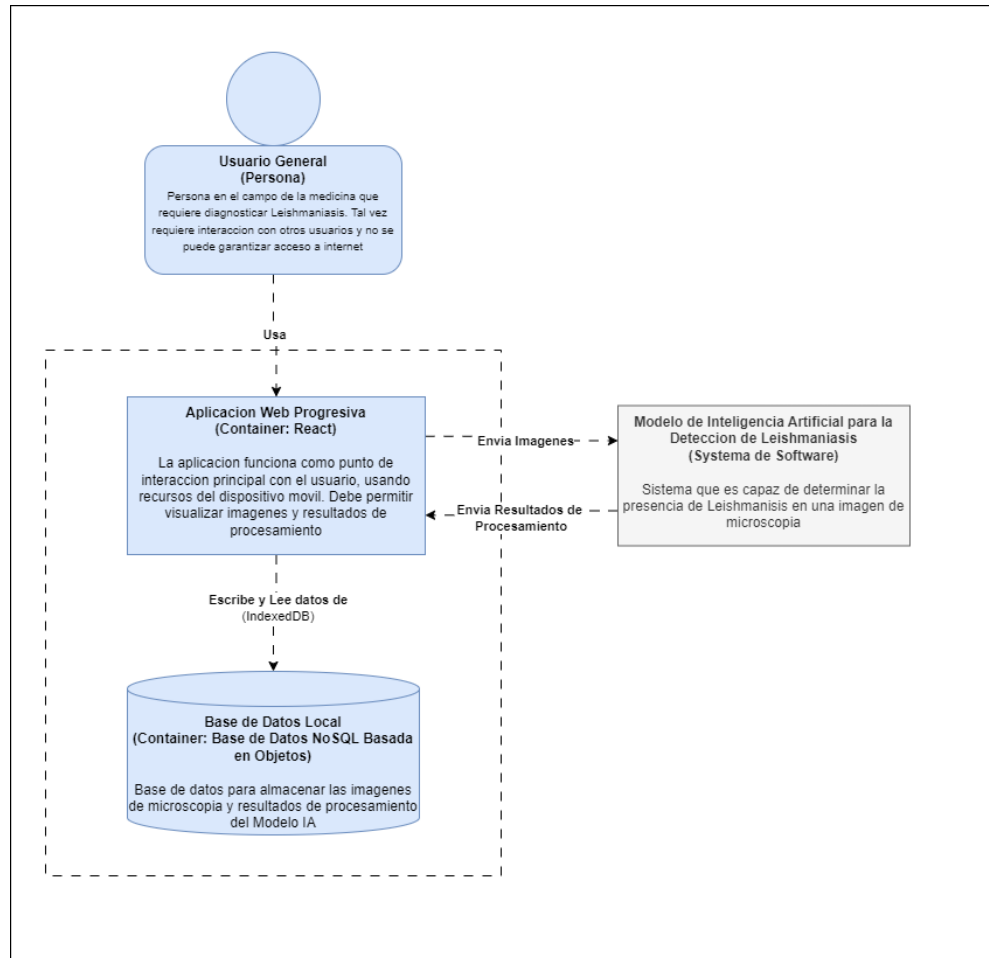 Usuario General
(Persona)
Persona en el campo de la medicina que
requiere diagnosticar Leishmaniasis. Tal vez
requiere interaccion con otros usuarios y no se
puede garantizar acceso a internet
Usa
Aplicacion Web Progresiva
(Container: React)
La aplicacion funciona como punto de
interaccion principal con el usuario, usando
recursos del dispositivo movil. Debe permitir
visualizar imagenes y resultados de
procesamiento
Envia Imagenes
Envia Resultados de
Procesamiento
Modelo de Inteligencia Artificial para la
Deteccion de Leishmaniasis
(Systema de Software)
Sistema que es capaz de determinar la
presencia de Leishmanisis en una imagen de
microscopia
Escribe y Lee datos de
(IndexedDB)
Base de Datos Local
(Container: Base de Datos NoSQL Basada
en Objetos)
Base de datos para almacenar las imagenes
de microscopia y resultados de procesamiento
del Modelo IA